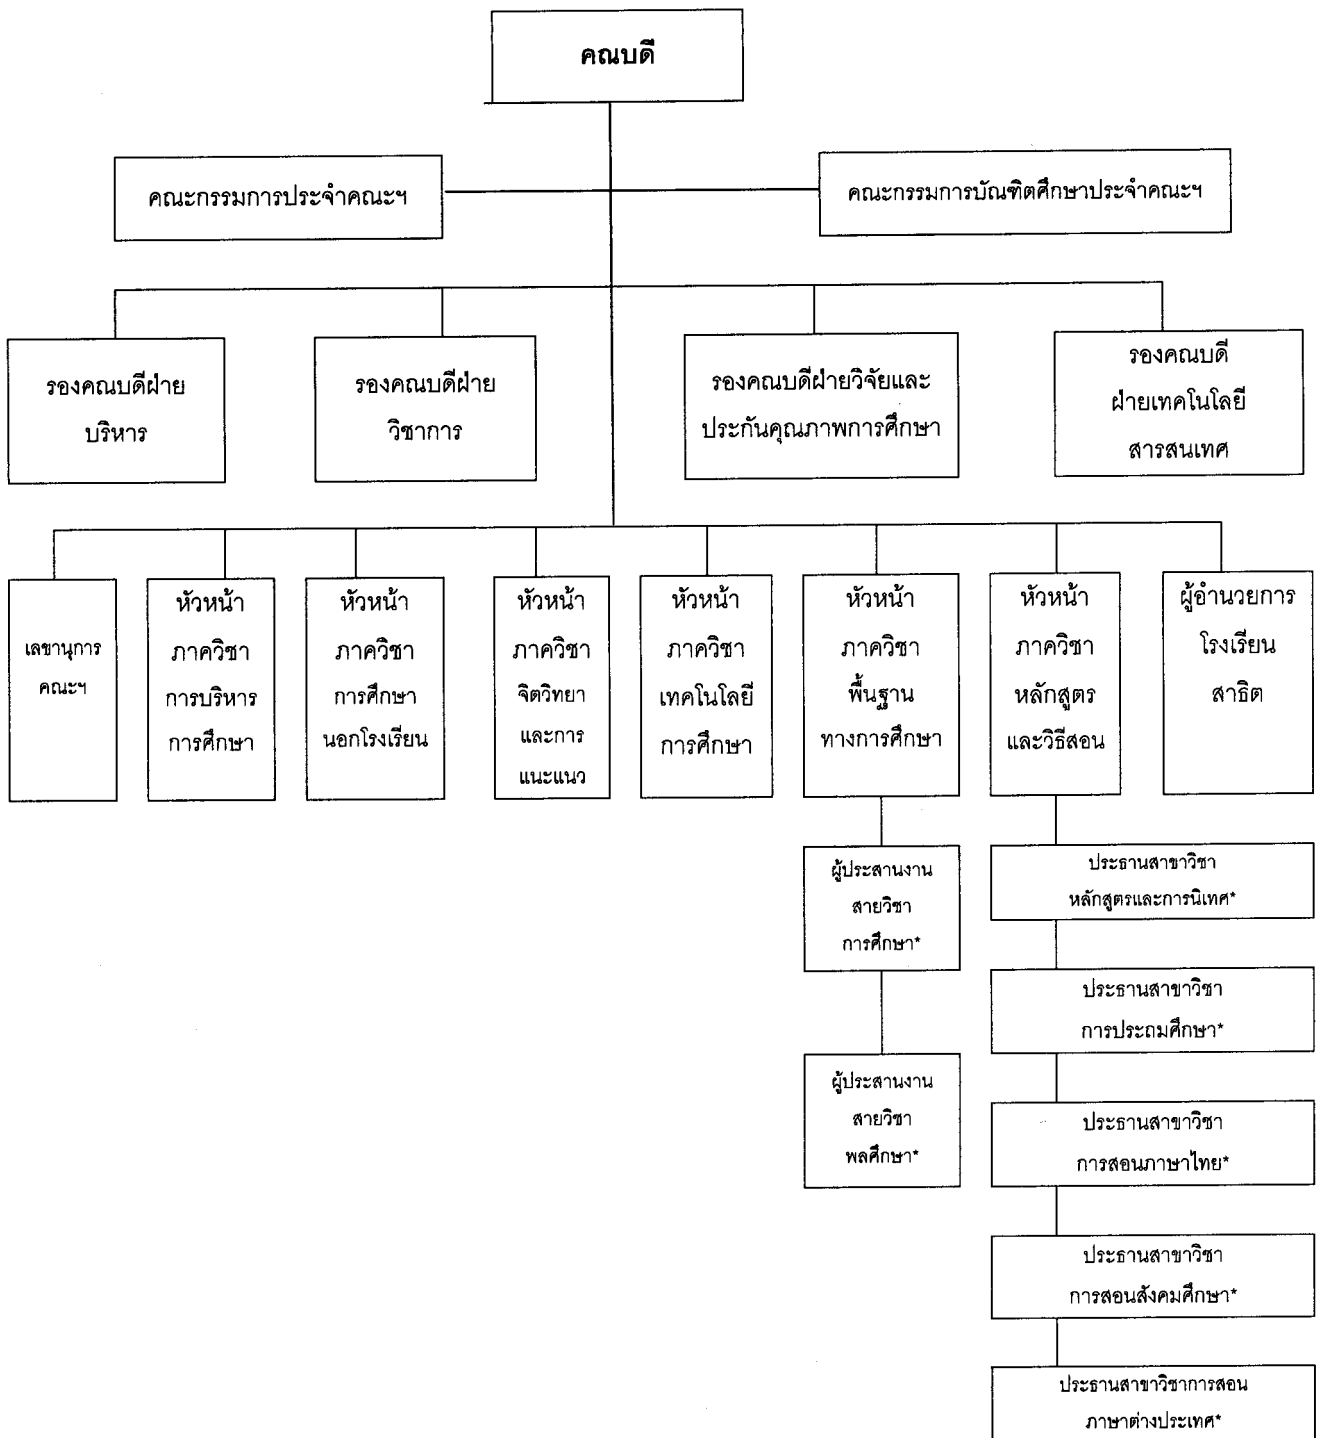 คณบดี
คณะกรรมการประจำคณะฯ
คณะกรรมการบัณฑิตศึกษาประจำคณะฯ
รองคณบดีฝ่าย
บริหาร
รองคณบดีฝ่าย
วิชาการ
รองคณบดีฝ่ายวิจัยและ
ประกันคุณภาพการศึกษา
รองคณบดี
ฝ่ายเทคโนโลยี
สารสนเทศ
เลขานุการ
คณะฯ
หัวหน้า
ภาควิชา
การบริหาร
การศึกษา
หัวหน้า
ภาควิชา
การศึกษา
นอกโรงเรียน
หัวหน้า
ภาควิชา
จิตวิทยา
และการ
แนะแนว
หัวหน้า
ภาควิชา
เทคโนโลยี
การศึกษา
หัวหน้า
ภาควิชา
พื้นฐาน
ทางการศึกษา
หัวหน้า
ภาควิชา
หลักสูตร
และวิธีสอน
ผู้อำนวยการ
โรงเรียน
สาธิต
ผู้ประสานงาน
สายวิชา
การศึกษา*
ผู้ประสานงาน
สายวิชา
พลศึกษา*
ประธานสาขาวิชา
หลักสูตรและการนิเทศ*
ประธานสาขาวิชา
การประถมศึกษา*
ประธานสาขาวิชา
การสอนภาษาไทย*
ประธานสาขาวิชา
การสอนสังคมศึกษา*
ประธานสาขาวิชาการสอน
ภาษาต่างประเทศ*